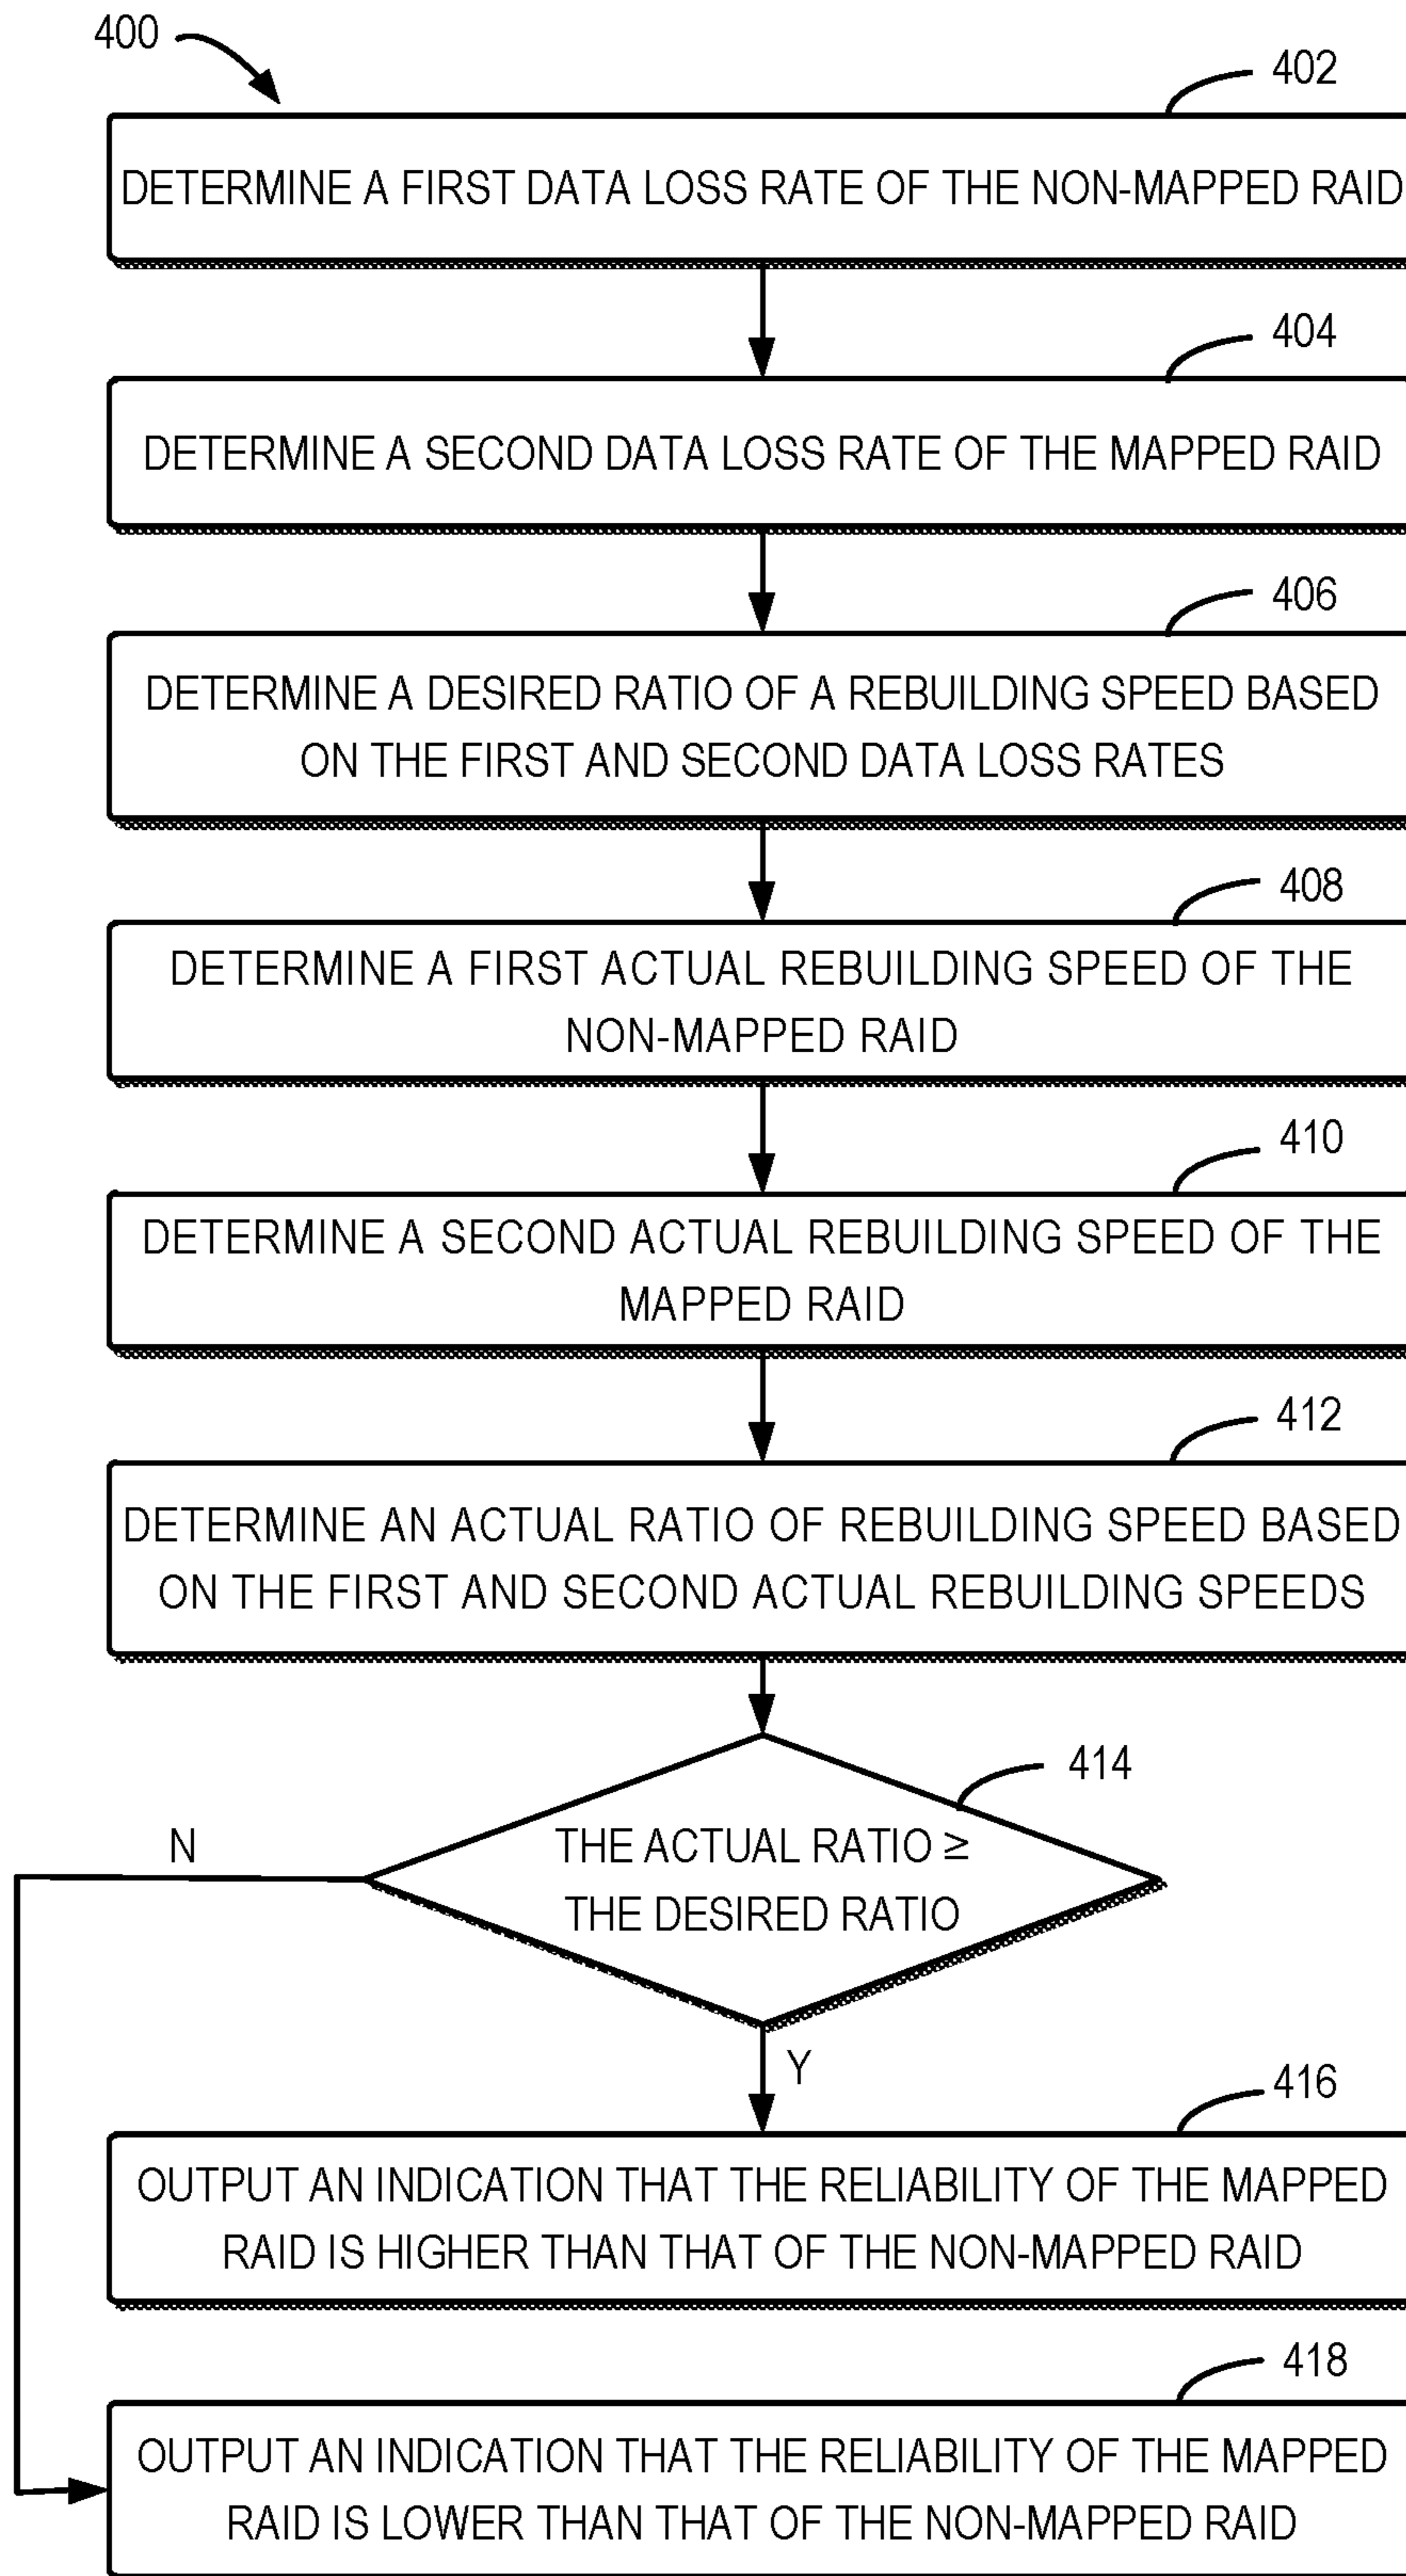 400
402
DETERMINE A FIRST DATA LOSS RATE OF THE NON-MAPPED RAID
404
DETERMINE A SECOND DATA LOSS RATE OF THE MAPPED RAID
406
DETERMINE A DESIRED RATIO OF A REBUILDING SPEED BASED
ON THE FIRST AND SECOND DATA LOSS RATES
408
DETERMINE A FIRST ACTUAL REBUILDING SPEED OF THE
NON-MAPPED RAID
410
DETERMINE A SECOND ACTUAL REBUILDING SPEED OF THE
MAPPED RAID
412
DETERMINE AN ACTUAL RATIO OF REBUILDING SPEED BASED
ON THE FIRST AND SECOND ACTUAL REBUILDING SPEEDS
414
THE ACTUAL RATIO ≥
THE DESIRED RATIO
N
Y
416
OUTPUT AN INDICATION THAT THE RELIABILITY OF THE MAPPED
RAID IS HIGHER THAN THAT OF THE NON-MAPPED RAID
418
OUTPUT AN INDICATION THAT THE RELIABILITY OF THE MAPPED
RAID IS LOWER THAN THAT OF THE NON-MAPPED RAID